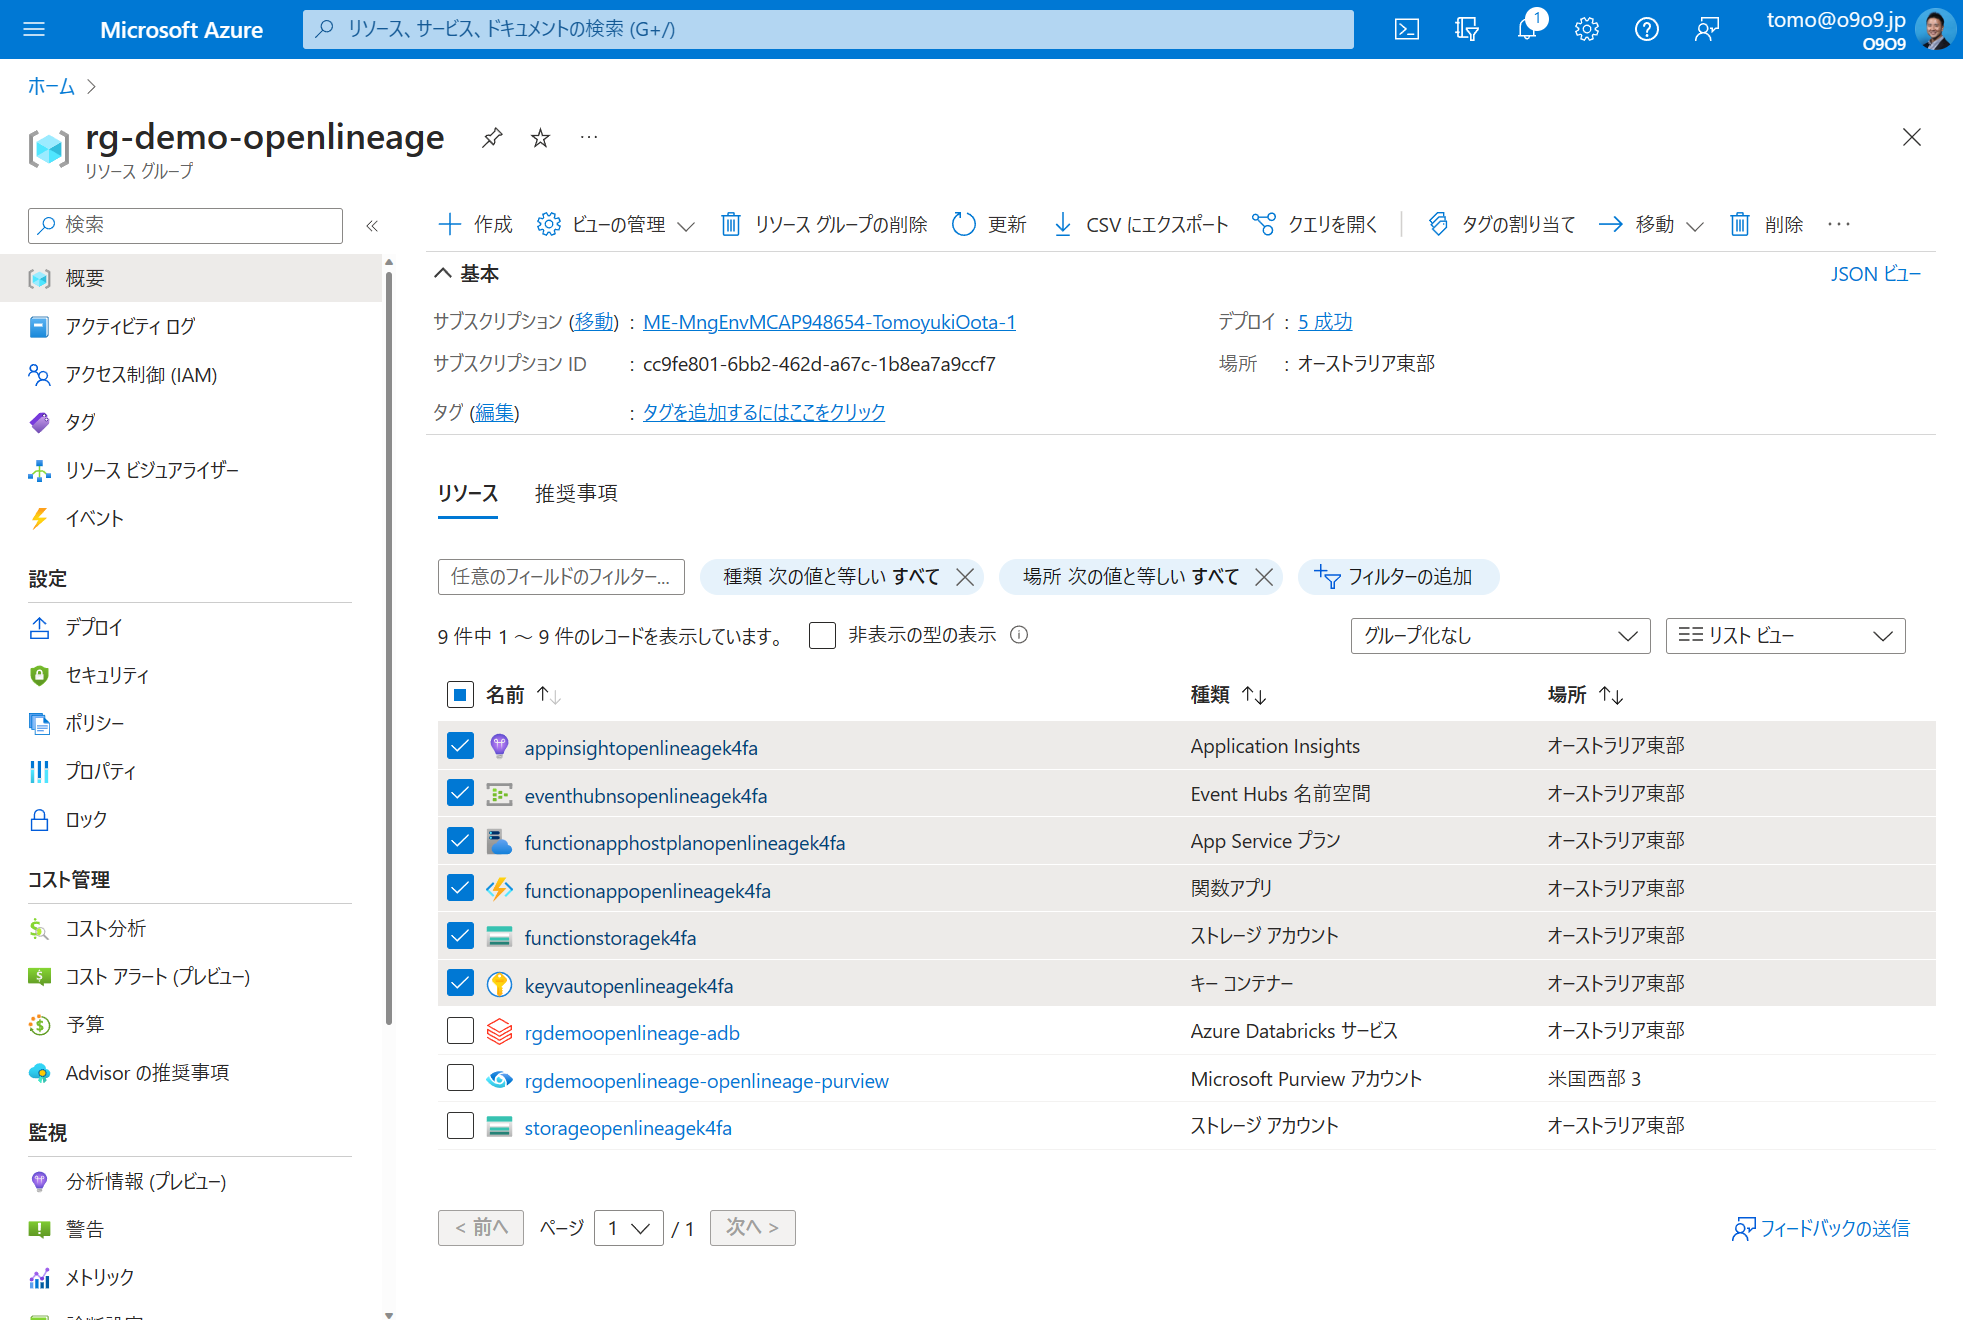 Microsoft Azure
リソース、サービス、ドキュメントの検索 (G+/)
1
tomo@o9o9.jp
O9O9
ホーム
rg-demo-openlineage
リソース グループ
検索
作成
ビューの管理
リソース グループの削除
更新
CSV にエクスポート
クエリを開く
タグの割り当て
移動
削除
概要
アクティビティ ログ
アクセス制御 (IAM)
タグ
リソース ビジュアライザー
イベント
設定
デプロイ
セキュリティ
ポリシー
プロパティ
ロック
コスト管理
コスト分析
コスト アラート (プレビュー)
予算
Advisor の推奨事項
監視
分析情報 (プレビュー)
警告
メトリック
基本
JSON ビュー
サブスクリプション (移動) : ME-MngEnvMCAP948654-TomoyukiOota-1
デプロイ : 5 成功
サブスクリプション ID : cc9fe801-6bb2-462d-a67c-1b8ea7a9ccf7
場所 : オーストラリア東部
タグ (編集) : タグを追加するにはここをクリック
リソース 推奨事項
任意のフィールドのフィルター...
種類 次の値と等しい すべて
場所 次の値と等しい すべて
フィルターの追加
9 件中 1 ～ 9 件のレコードを表示しています。
非表示の型の表示
グループ化なし
リスト ビュー
名前 種類 場所
appinsightopenlineagek4fa Application Insights オーストラリア東部
eventhubnsopenlineagek4fa Event Hubs 名前空間 オーストラリア東部
functionapphostplanopenlineagek4fa App Service プラン オーストラリア東部
functionappopenlineagek4fa 関数アプリ オーストラリア東部
functionstoragek4fa ストレージ アカウント オーストラリア東部
keyvautopenlineagek4fa キー コンテナー オーストラリア東部
rgdemoopenlineage-adb Azure Databricks サービス オーストラリア東部
rgdemoopenlineage-openlineage-purview Microsoft Purview アカウント 米国西部 3
storageopenlineagek4fa ストレージ アカウント オーストラリア東部
< 前へ ページ 1 / 1 次へ >
フィードバックの送信